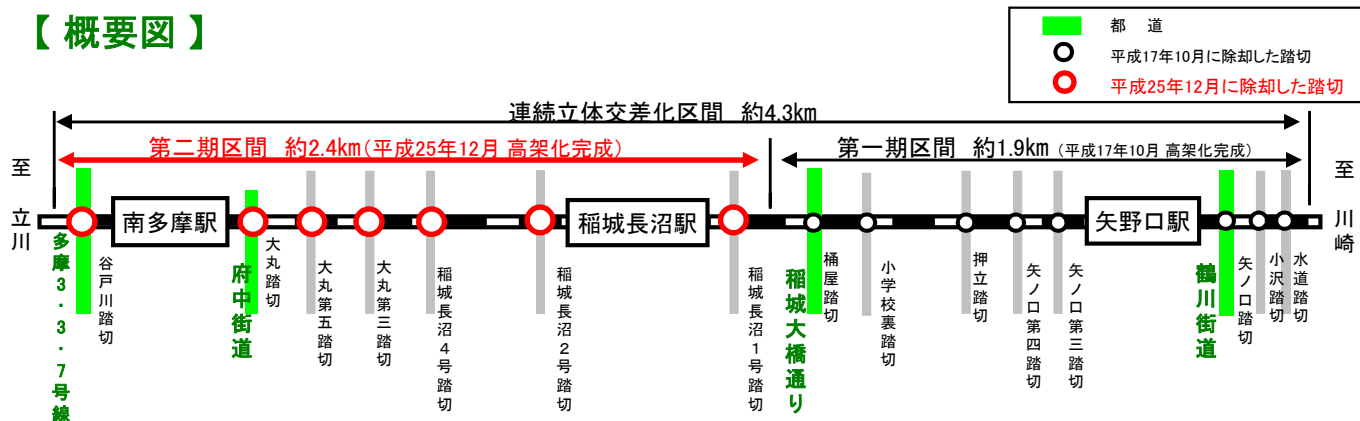 【 概要図 】
都　道
平成17年10月に除却した踏切
平成25年12月に除却した踏切
連続立体交差化区間　約4.3km
第二期区間　約2.4km(平成25年12月 高架化完成)
第一期区間　約1.9km (平成17年10月 高架化完成)
至立川
至川崎
南多摩駅
稲城長沼駅
矢野口駅
多摩3・3・7号線
谷戸川踏切
府中街道
大丸踏切
大丸第五踏切
大丸第三踏切
稲城長沼４号踏切
稲城長沼２号踏切
稲城長沼１号踏切
稲城大橋通り
桶屋踏切
小学校裏踏切
押立踏切
矢ノ口第四踏切
矢ノ口第三踏切
鶴川街道
矢ノ口踏切
小沢踏切
水道踏切